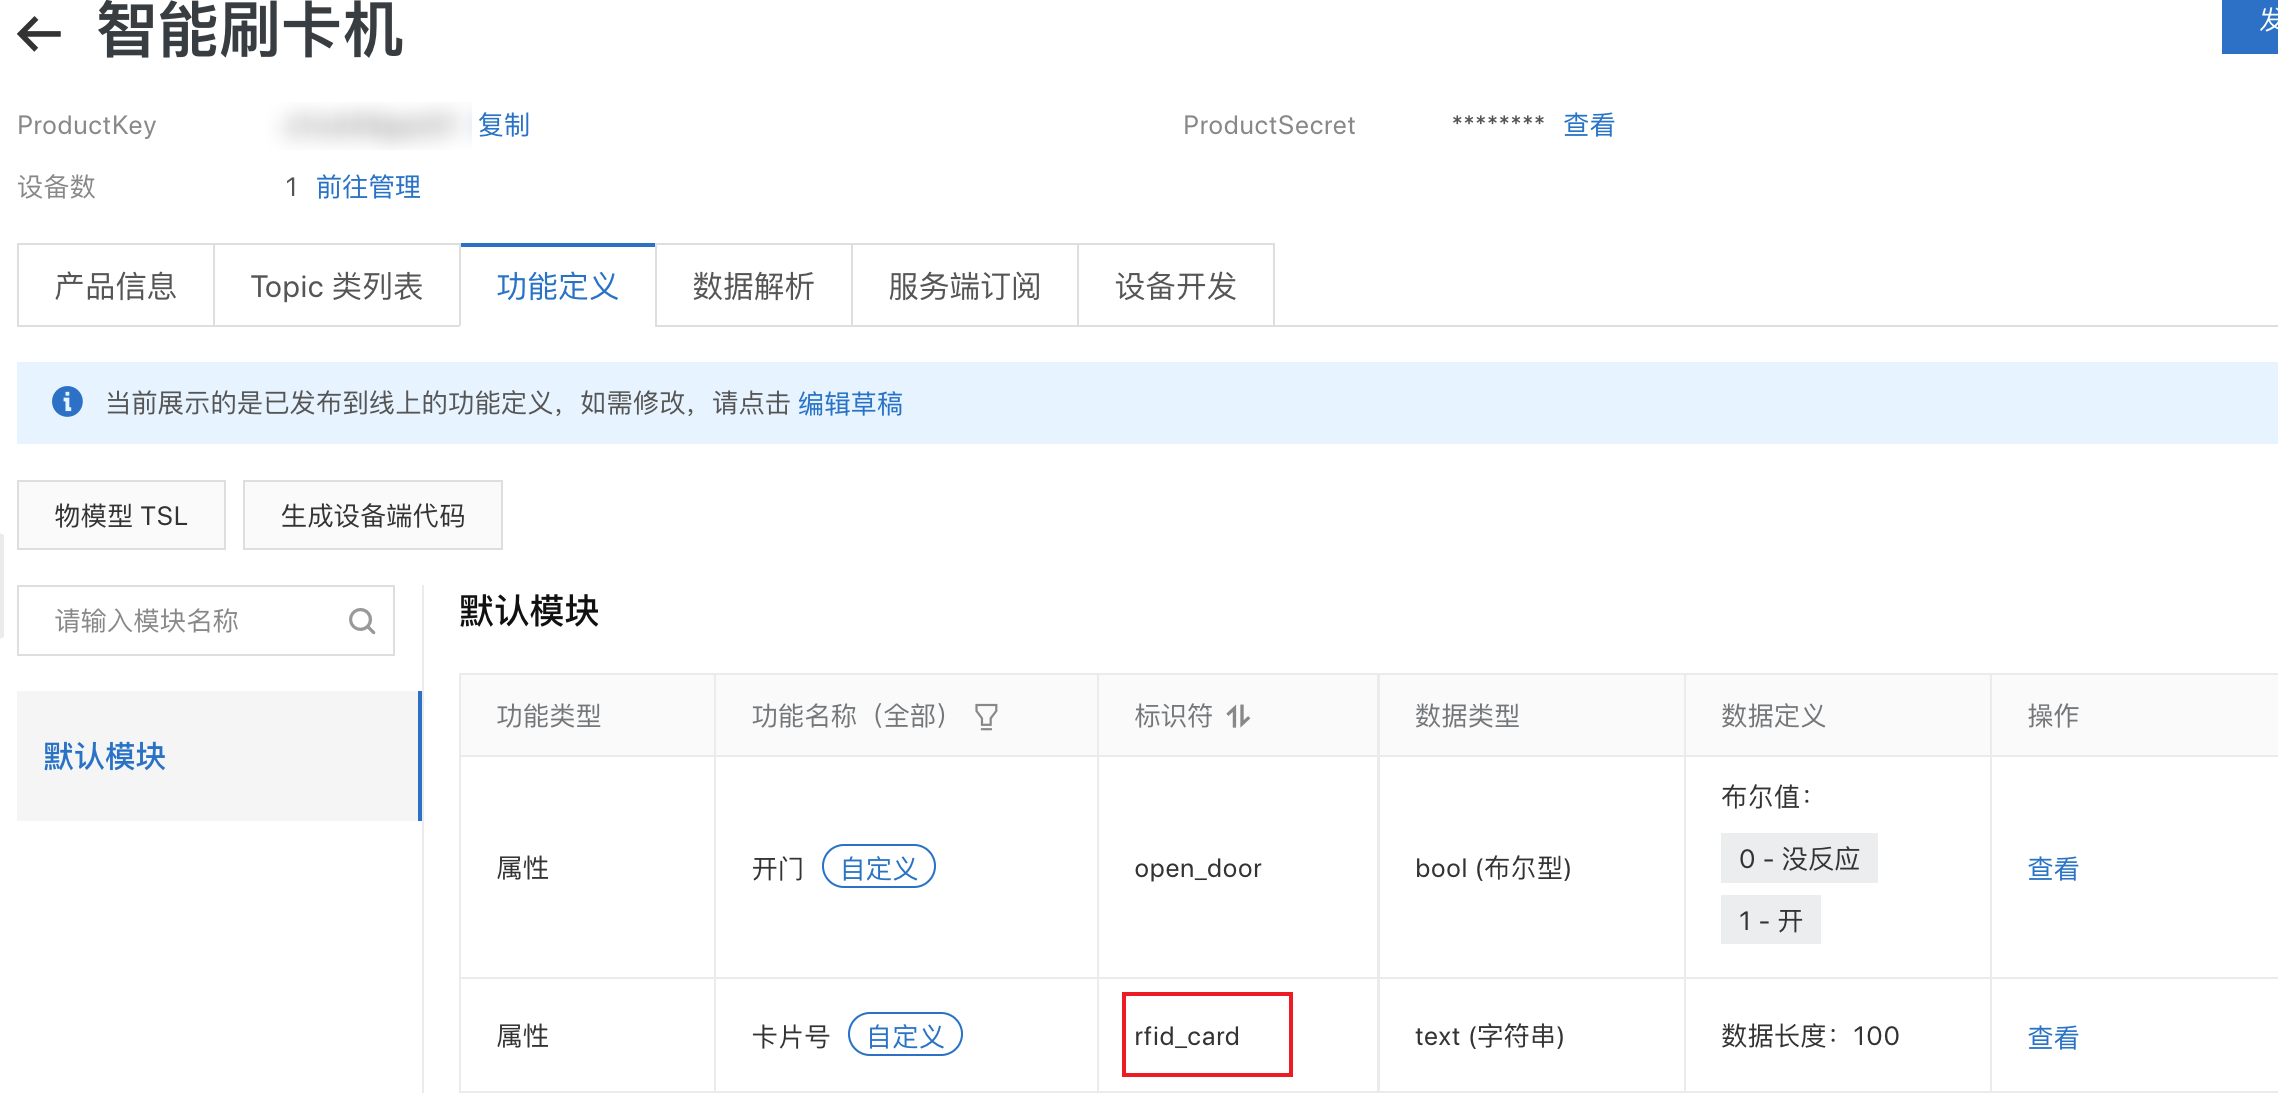 智能刷卡机
发
ProductKey 复制 ProductSecret ******** 查看
设备数 1 前往管理
产品信息 Topic 类列表 功能定义 数据解析 服务端订阅 设备开发
当前展示的是已发布到线上的功能定义，如需修改，请点击 编辑草稿
物模型 TSL 生成设备端代码
请输入模块名称
默认模块
默认模块
功能类型 功能名称（全部） 标识符 数据类型 数据定义 操作
属性 开门 自定义 open_door bool (布尔型) 布尔值： 查看
0 - 没反应
1 - 开
属性 卡片号 自定义 rfid_card text (字符串) 数据长度：100 查看